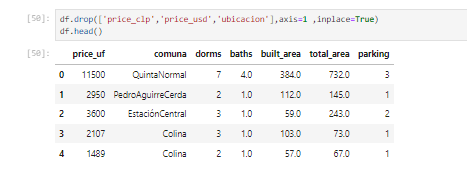 [50]: df.drop(['price_clp','price_usd','ubicacion'],axis=1 ,inplace=True)
df.head()
[50]: price_uf comuna dorms baths built_area total_area parking
0 11500 QuintaNormal 7 4.0 384.0 732.0 3
1 2950 PedroAguirreCerda 2 1.0 112.0 145.0 1
2 3600 EstaciónCentral 3 1.0 59.0 243.0 2
3 2107 Colina 3 1.0 103.0 73.0 1
4 1489 Colina 2 1.0 57.0 67.0 1